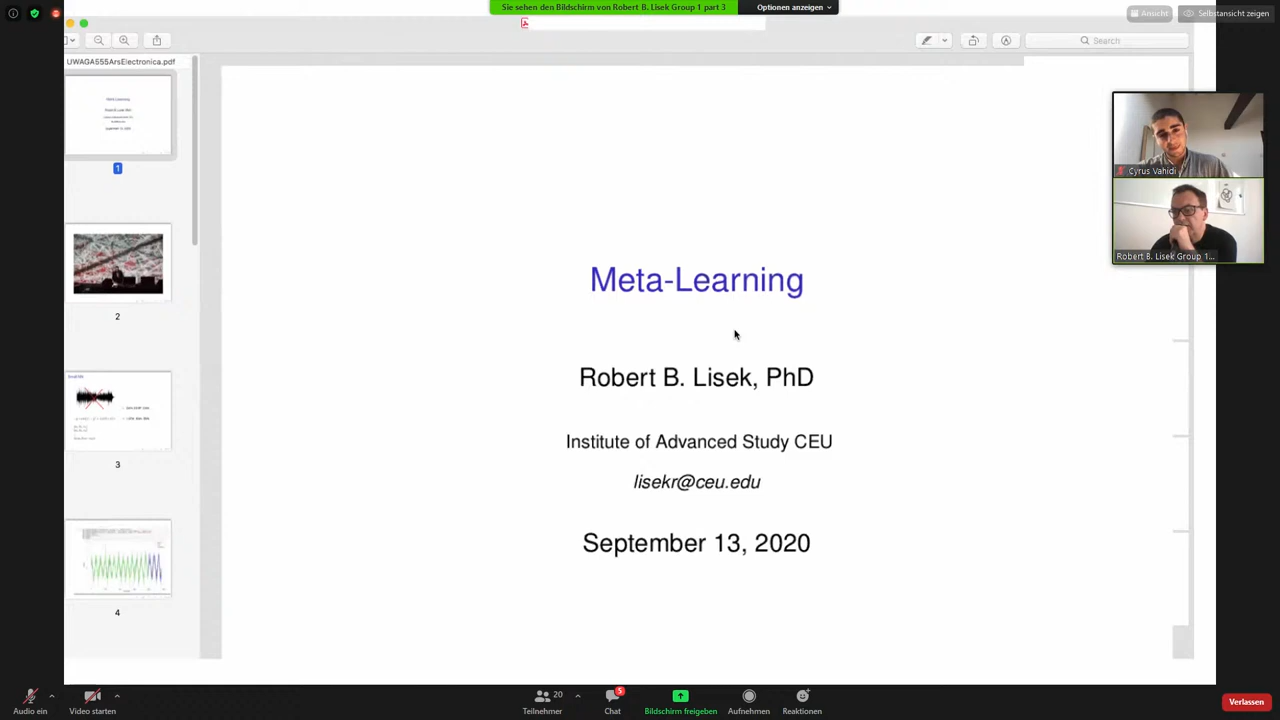 Sie sehen den Bildschirm von Robert B. Lisek Group 1 part 3
Optionen anzeigen
Ansicht
Selbstansicht zeigen
Search
UWAGA555ArsElectronica.pdf
1
2
3
4
Meta-Learning
Robert B. Lisek, PhD
Institute of Advanced Study CEU
lisekr@ceu.edu
September 13, 2020
Cyrus Vahidi
Robert B. Lisek Group 1...
Audio ein
Video starten
20
Teilnehmer
5
Chat
Bildschirm freigeben
Aufnehmen
Reaktionen
Verlassen